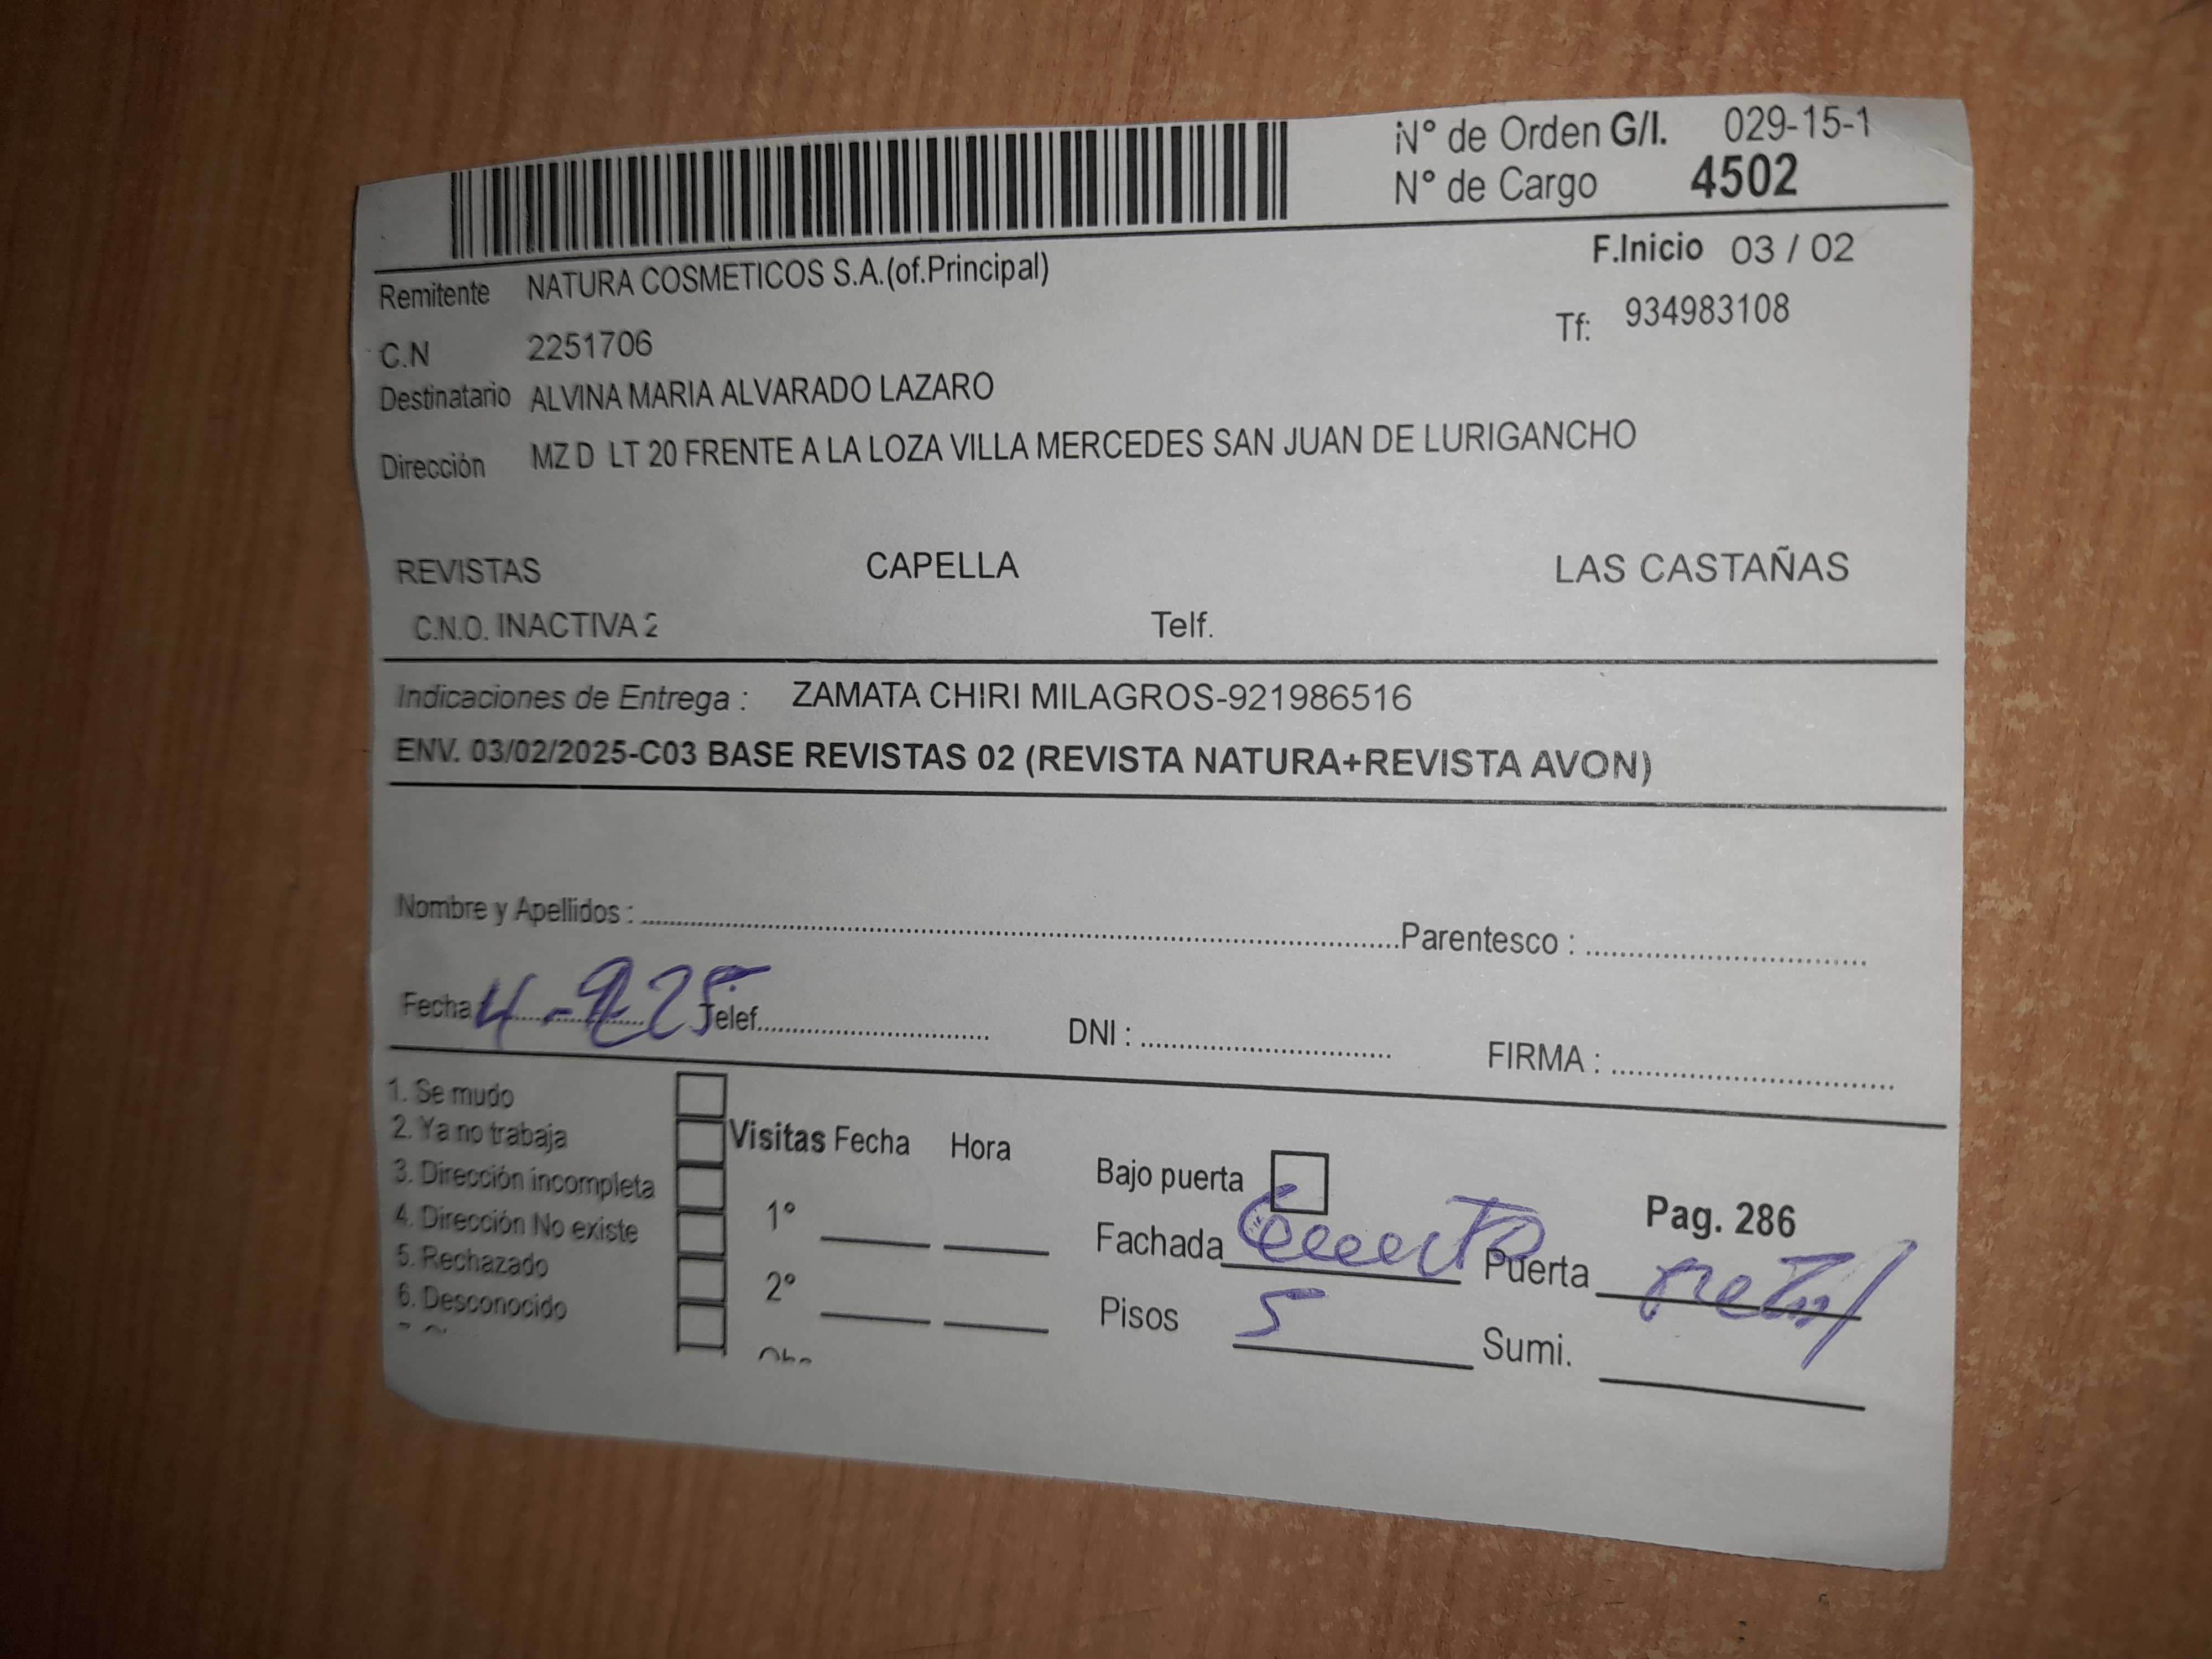 N° de Orden G/I. 029-15-1
N° de Cargo 4502
F.Inicio 03 / 02
Remitente NATURA COSMETICOS S.A.(of.Principal)
Tf: 934983108
C.N 2251706
Destinatario ALVINA MARIA ALVARADO LAZARO
Dirección MZ D LT 20 FRENTE A LA LOZA VILLA MERCEDES SAN JUAN DE LURIGANCHO
REVISTAS CAPELLA LAS CASTAÑAS
C.N.O. INACTIVA 2 Telf.
Indicaciones de Entrega : ZAMATA CHIRI MILAGROS-921986516
ENV. 03/02/2025-C03 BASE REVISTAS 02 (REVISTA NATURA+REVISTA AVON)
Nombre y Apellidos : Parentesco :
Fecha Telef. DNI : FIRMA :
1. Se mudo
2. Ya no trabaja
3. Dirección incompleta
4. Dirección No existe
5. Rechazado
6. Desconocido
Visitas Fecha Hora
1°
2°
Bajo puerta
Pag. 286
Fachada Puerta
Pisos 5 Sumi.